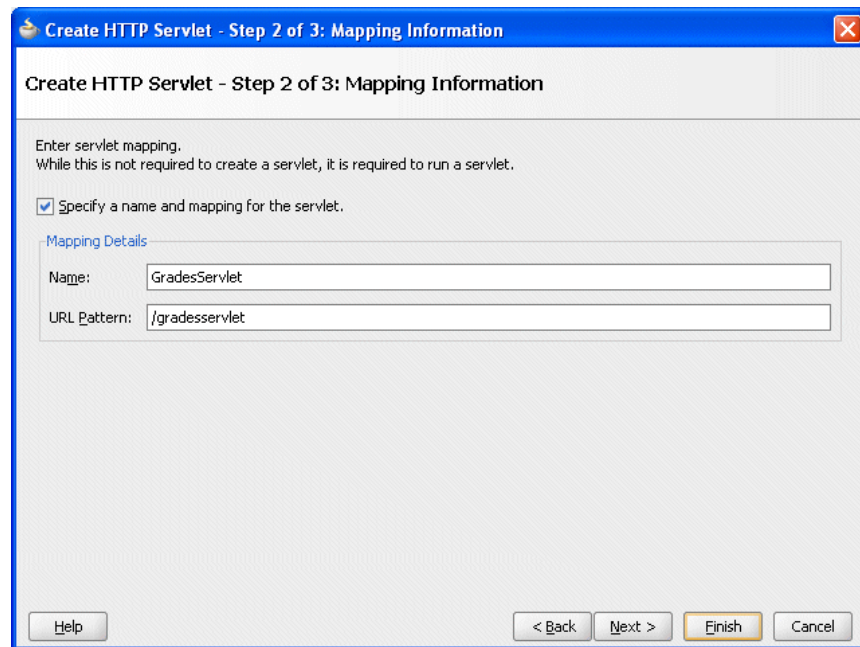 Create HTTP Servlet - Step 2 of 3: Mapping Information
Create HTTP Servlet - Step 2 of 3: Mapping Information
Enter servlet mapping.
While this is not required to create a servlet, it is required to run a servlet.
Specify a name and mapping for the servlet.
Mapping Details
Name: GradesServlet
URL Pattern: /gradesservlet
Help < Back Next > Finish Cancel